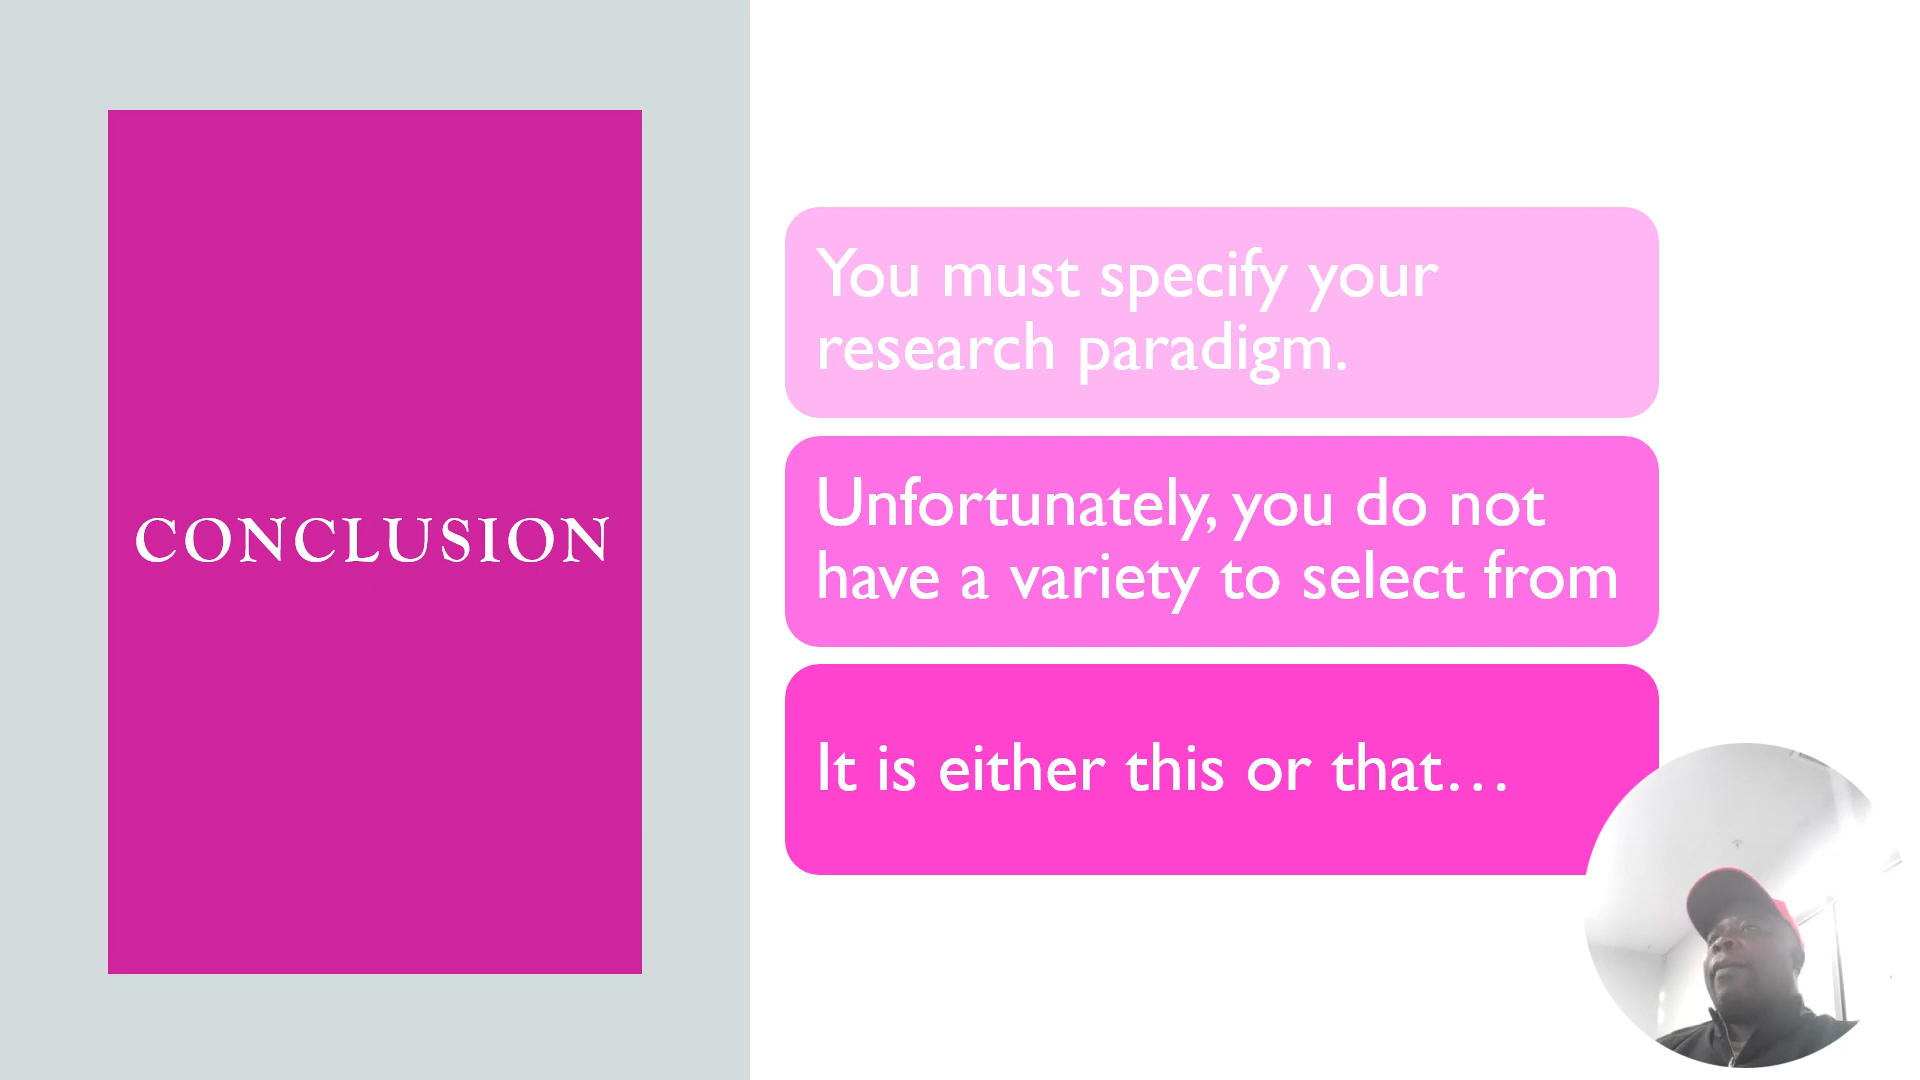 CONCLUSION
You must specify your
research paradigm.
Unfortunately, you do not
have a variety to select from
It is either this or that…